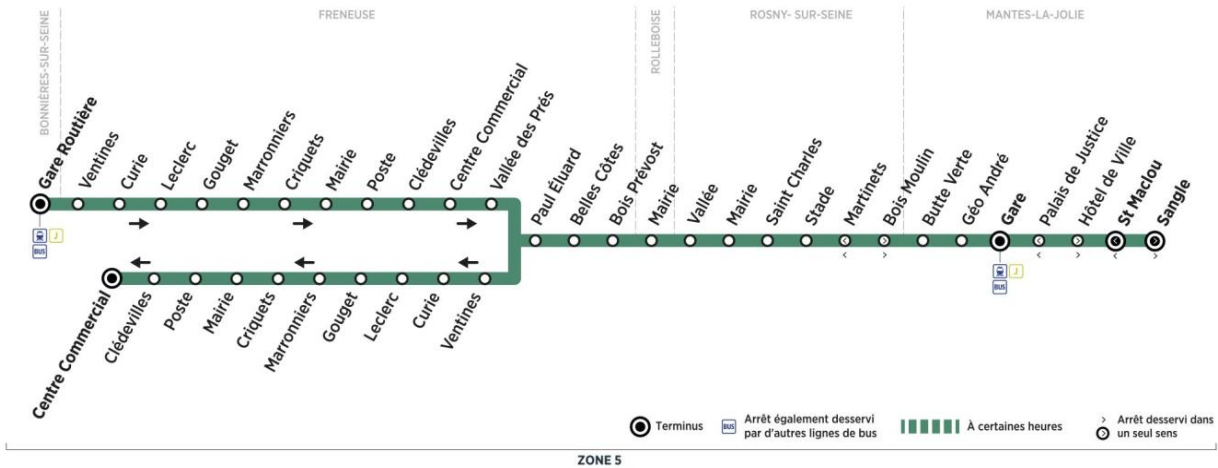 FRENEUSE
ROSNY- SUR-SEINE
MANTES-LA-JOLIE
BONNIÈRES-SUR-SEINE
ROLLEBOISE
Gare Routière
Ventines
Curie
Leclerc
Gouget
Marronniers
Criquets
Mairie
Poste
Clédevilles
Centre Commercial
Vallée des Prés
Paul Éluard
Belles Côtes
Bois Prévost
Mairie
Vallée
Mairie
Saint Charles
Stade
Martinets
Bois Moulin
Butte Verte
Géo André
Gare
Palais de Justice
Hôtel de Ville
St Maclou
Sangle
J
BUS
J
BUS
Centre Commercial
Clédevilles
Poste
Mairie
Criquets
Marronniers
Gouget
Leclerc
Curie
Ventines
Terminus
BUS
Arrêt également desservi
par d'autres lignes de bus
À certaines heures
Arrêt desservi dans
un seul sens
ZONE 5